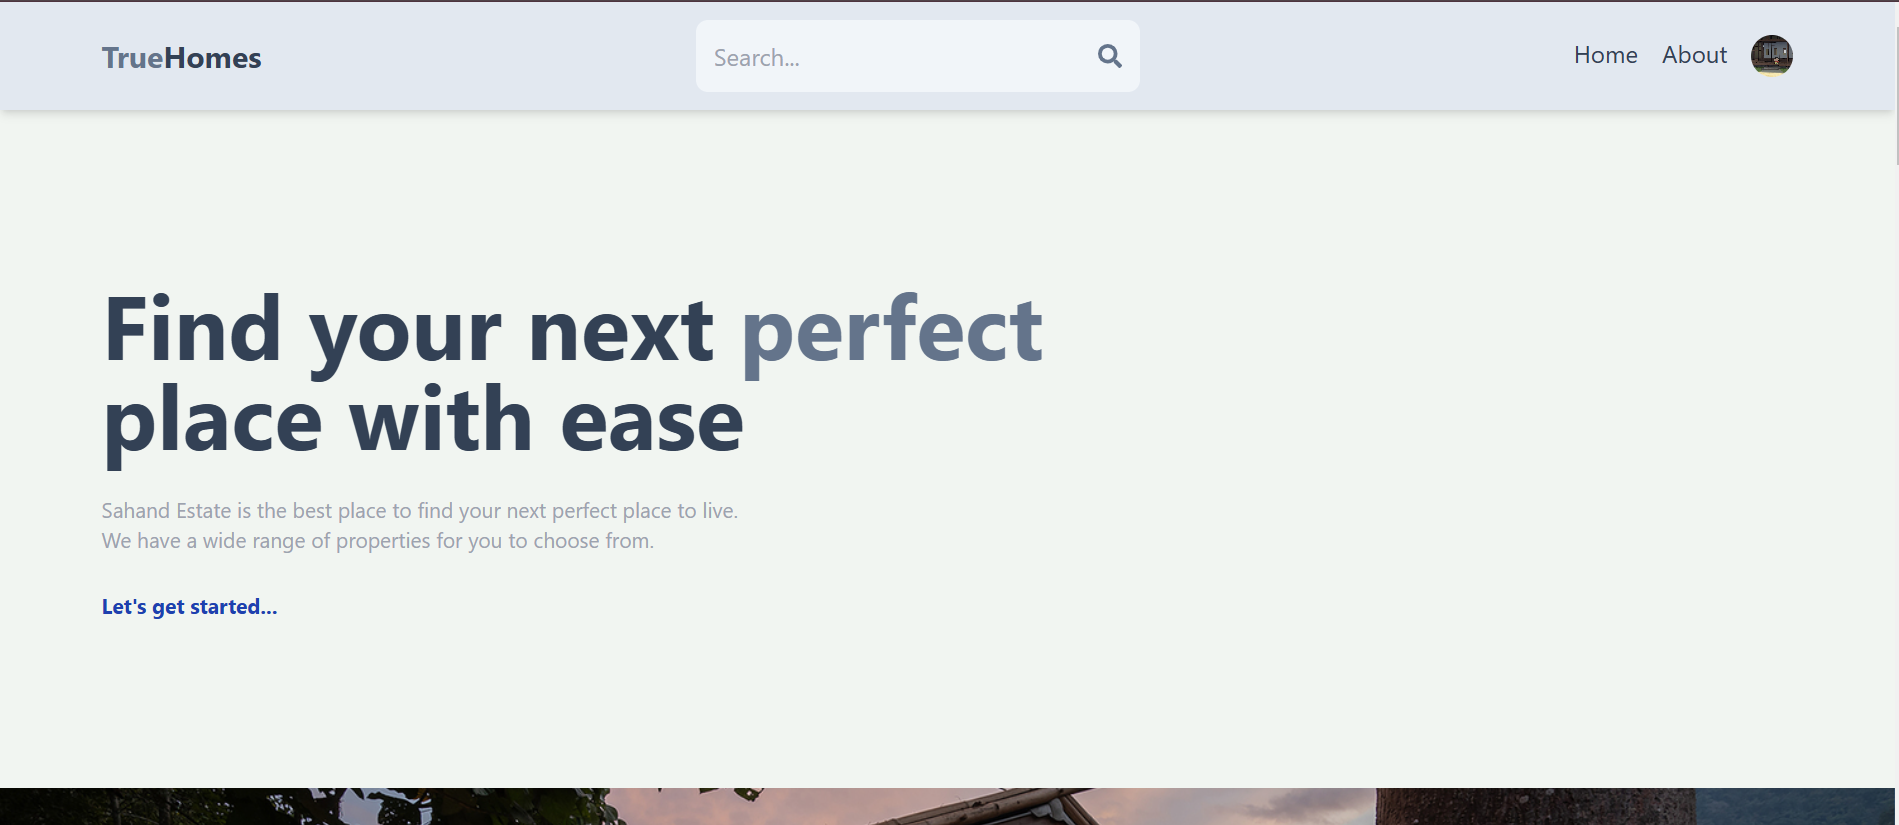 TrueHomes
Search...
Home
About
Find your next perfect
place with ease
Sahand Estate is the best place to find your next perfect place to live.
We have a wide range of properties for you to choose from.
Let's get started...